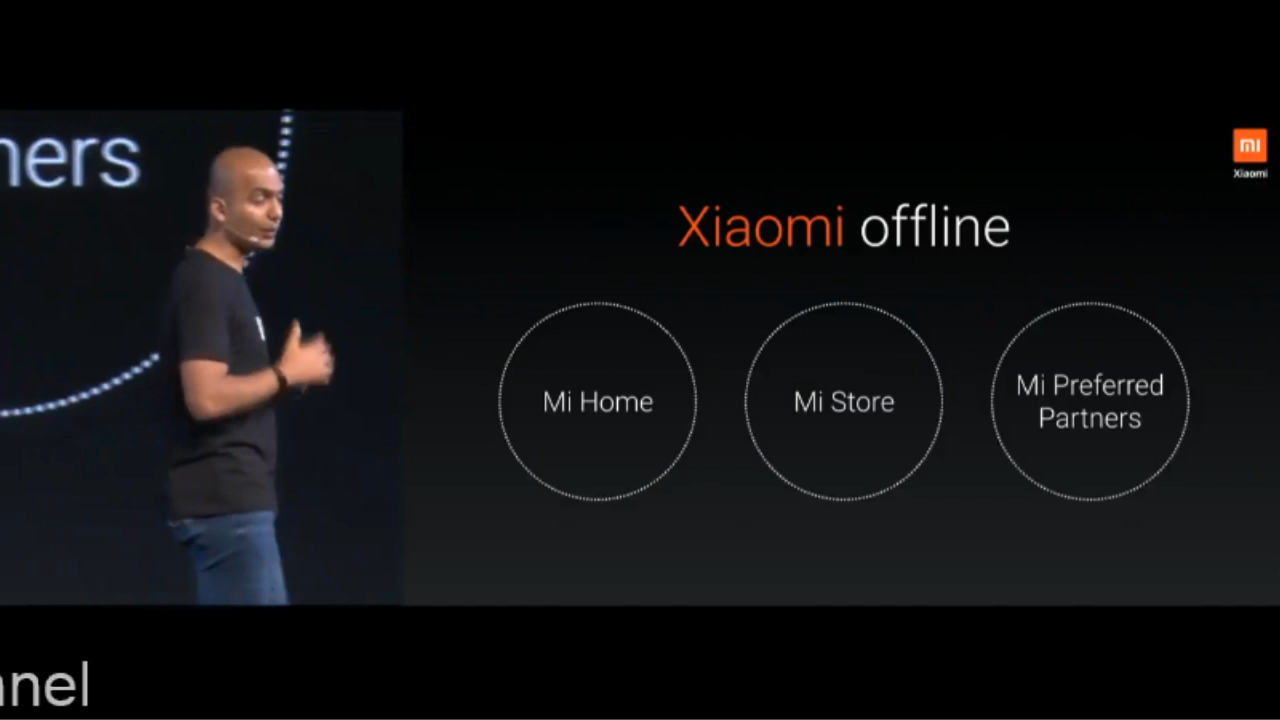 ners
mi
Xiaomi
Xiaomi offline
Mi Home
Mi Store
Mi Preferred
Partners
nnel